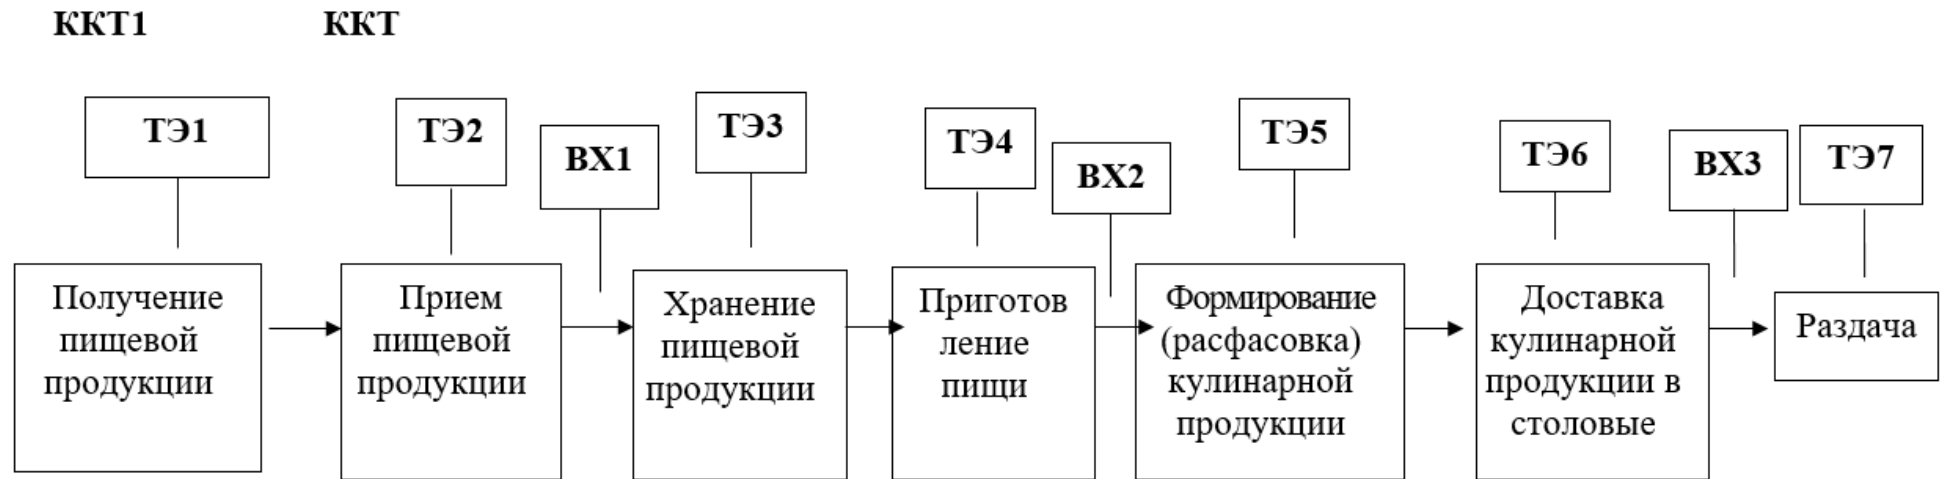 ККТ1
ККТ
ТЭ1
ТЭ2
ВХ1
ТЭ3
ТЭ4
ВХ2
ТЭ5
ТЭ6
ВХ3
ТЭ7
Получение
пищевой
продукции
Прием
пищевой
продукции
Хранение
пищевой
продукции
Приготов
ление
пищи
Формирование
(расфасовка)
кулинарной
продукции
Доставка
кулинарной
продукции в
столовые
Раздача